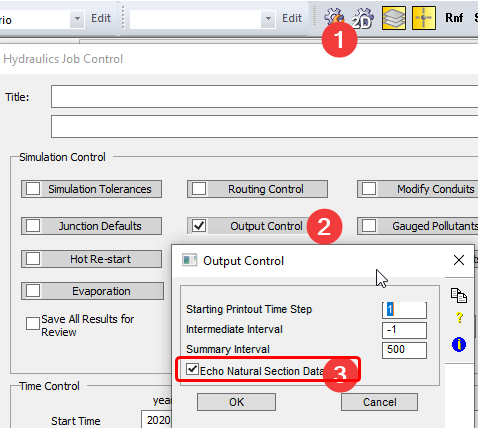 rio Edit Edit 2D Rnf
1
Hydraulics Job Control
Title:
Simulation Control
Simulation Tolerances Routing Control Modify Conduits
Junction Defaults Output Control 2 Gauged Pollutants
Hot Re-start
Output Control
Evaporation
Save All Results for
Review
Starting Printout Time Step 1
Intermediate Interval -1
Summary Interval 500
Echo Natural Section Data 3
OK Cancel
Time Control
year
Start Time 2020